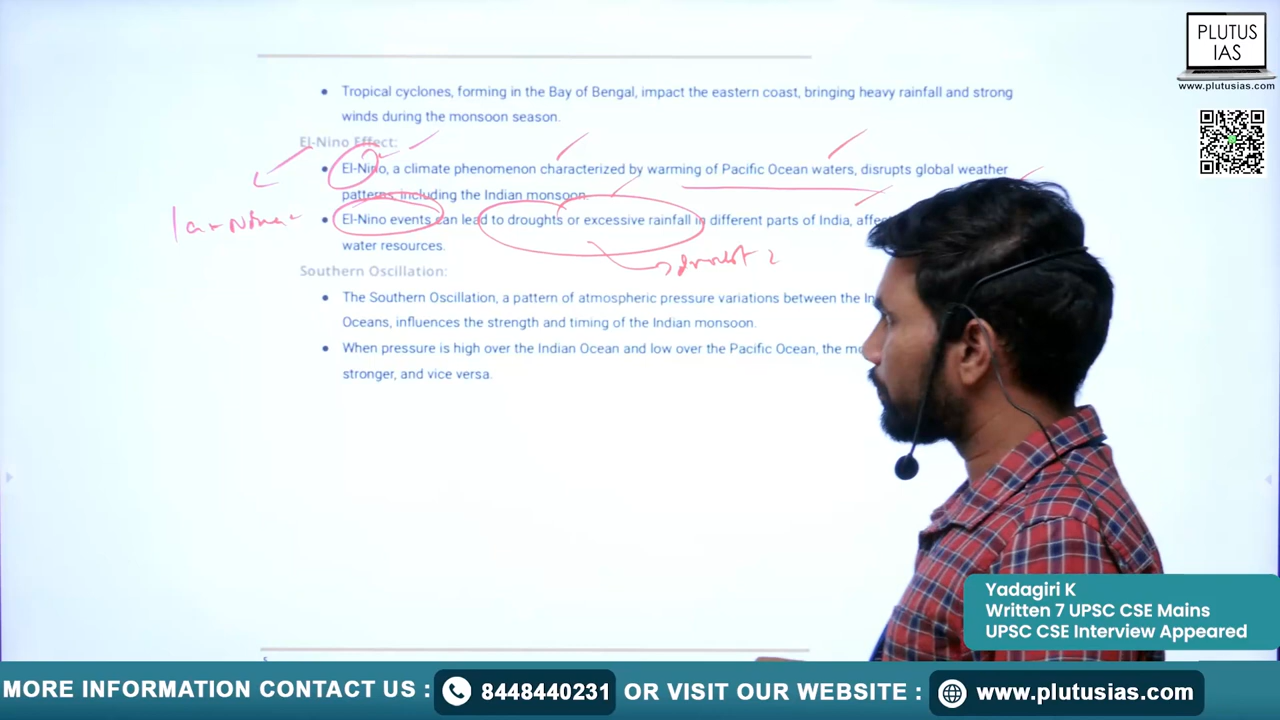 PLUTUS
IAS
www.plutusias.com
Tropical cyclones, forming in the Bay of Bengal, impact the eastern coast, bringing heavy rainfall and strong
winds during the monsoon season.
El-Nino Effect:
El-Nino, a climate phenomenon characterized by warming of Pacific Ocean waters, disrupts global weather
patterns, including the Indian monsoon.
El-Nino events can lead to droughts or excessive rainfall in different parts of India,
water resources.
Southern Oscillation:
The Southern Oscillation, a pattern of atmospheric pressure variations between the
Oceans, influences the strength and timing of the Indian monsoon.
When pressure is high over the Indian Ocean and low over the Pacific Ocean, the
stronger, and vice versa.
Yadagiri K
Written 7 UPSC CSE Mains
UPSC CSE Interview Appeared
MORE INFORMATION CONTACT US : 8448440231 OR VISIT OUR WEBSITE : www.plutusias.com